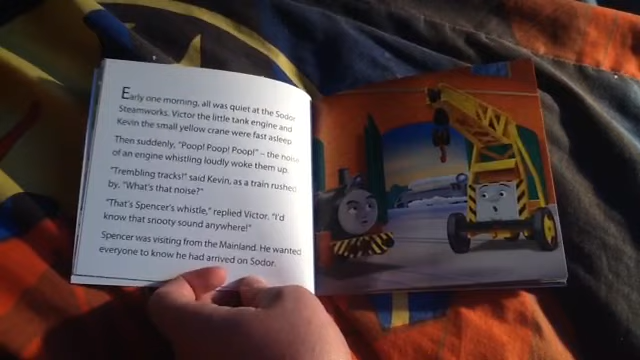 Early one morning, all was quiet at the Sodor
Steamworks. Victor the little tank engine and
Kevin the small yellow crane were fast asleep
Then suddenly, "Poop! Poop! Poop!" – the noise
of an engine whistling loudly woke them up.
"Trembling tracks!" said Kevin, as a train rushed
by. "What's that noise?"
"That's Spencer's whistle," replied Victor. "I'd
know that snooty sound anywhere!"
Spencer was visiting from the Mainland. He wanted
everyone to know he had arrived on Sodor.